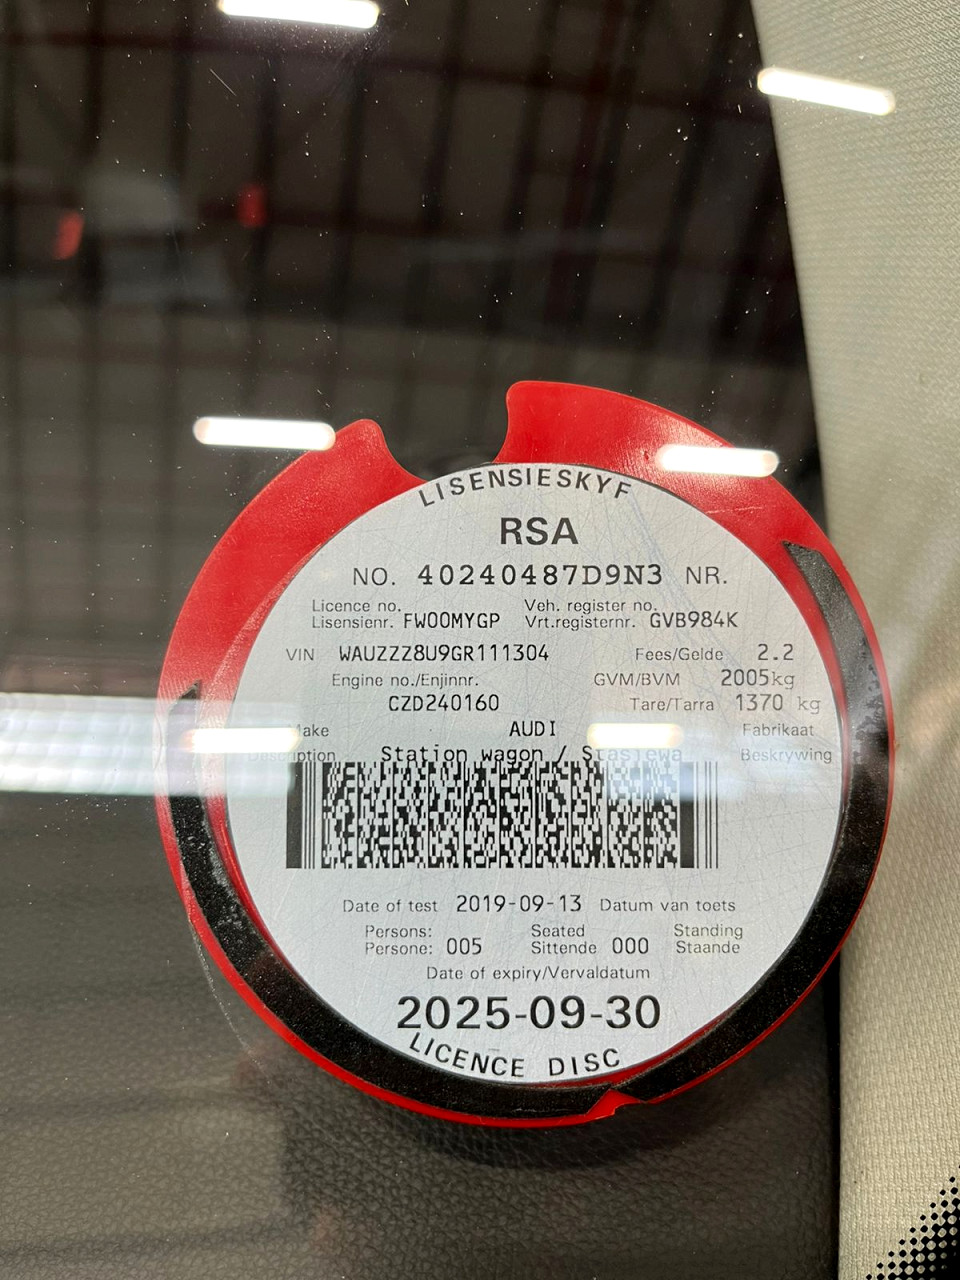 LISENSIESKYF
RSA
NO. 40240487D9N3 NR.
Licence no. Veh. register no.
Lisensienr. FW00MYGP Vrt.registernr. GVB984K
VIN WAUZZZ8U9GR111304 Fees/Gelde 2.2
Engine no./Enjinnr. GVM/BVM 2005kg
CZD240160 Tare/Tarra 1370 kg
Make AUDI Fabrikaat
Description Station wagon / Stasiewa Beskrywing
Date of test 2019-09-13 Datum van toets
Persons: Seated Standing
Persone: 005 Sittende 000 Staande
Date of expiry/Vervaldatum
2025-09-30
LICENCE DISC